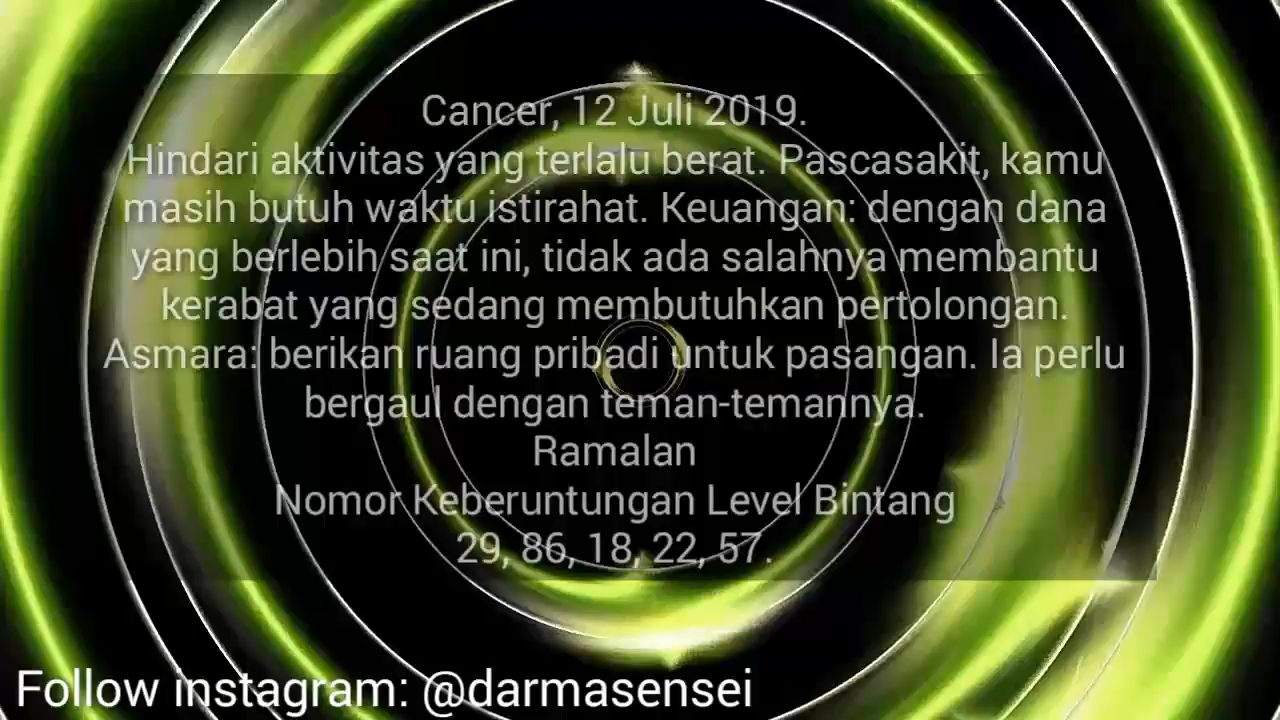 Cancer, 12 Juli 2019.
Hindari aktivitas yang terlalu berat. Pascasakit, kamu
masih butuh waktu istirahat. Keuangan: dengan dana
yang berlebih saat ini, tidak ada salahnya membantu
kerabat yang sedang membutuhkan pertolongan.
Asmara: berikan ruang pribadi untuk pasangan. Ia perlu
bergaul dengan teman-temannya.
Ramalan
Nomor Keberuntungan Level Bintang
29, 86, 18, 22, 57.
Follow instagram: @darmasensei